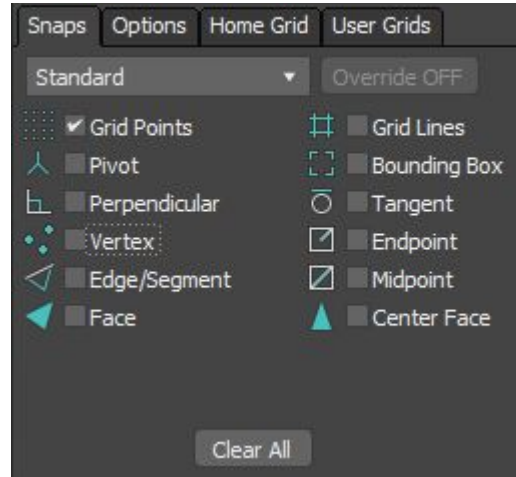 Snaps Options Home Grid User Grids
Standard Override OFF
Grid Points Grid Lines
Pivot Bounding Box
Perpendicular Tangent
Vertex Endpoint
Edge/Segment Midpoint
Face Center Face
Clear All